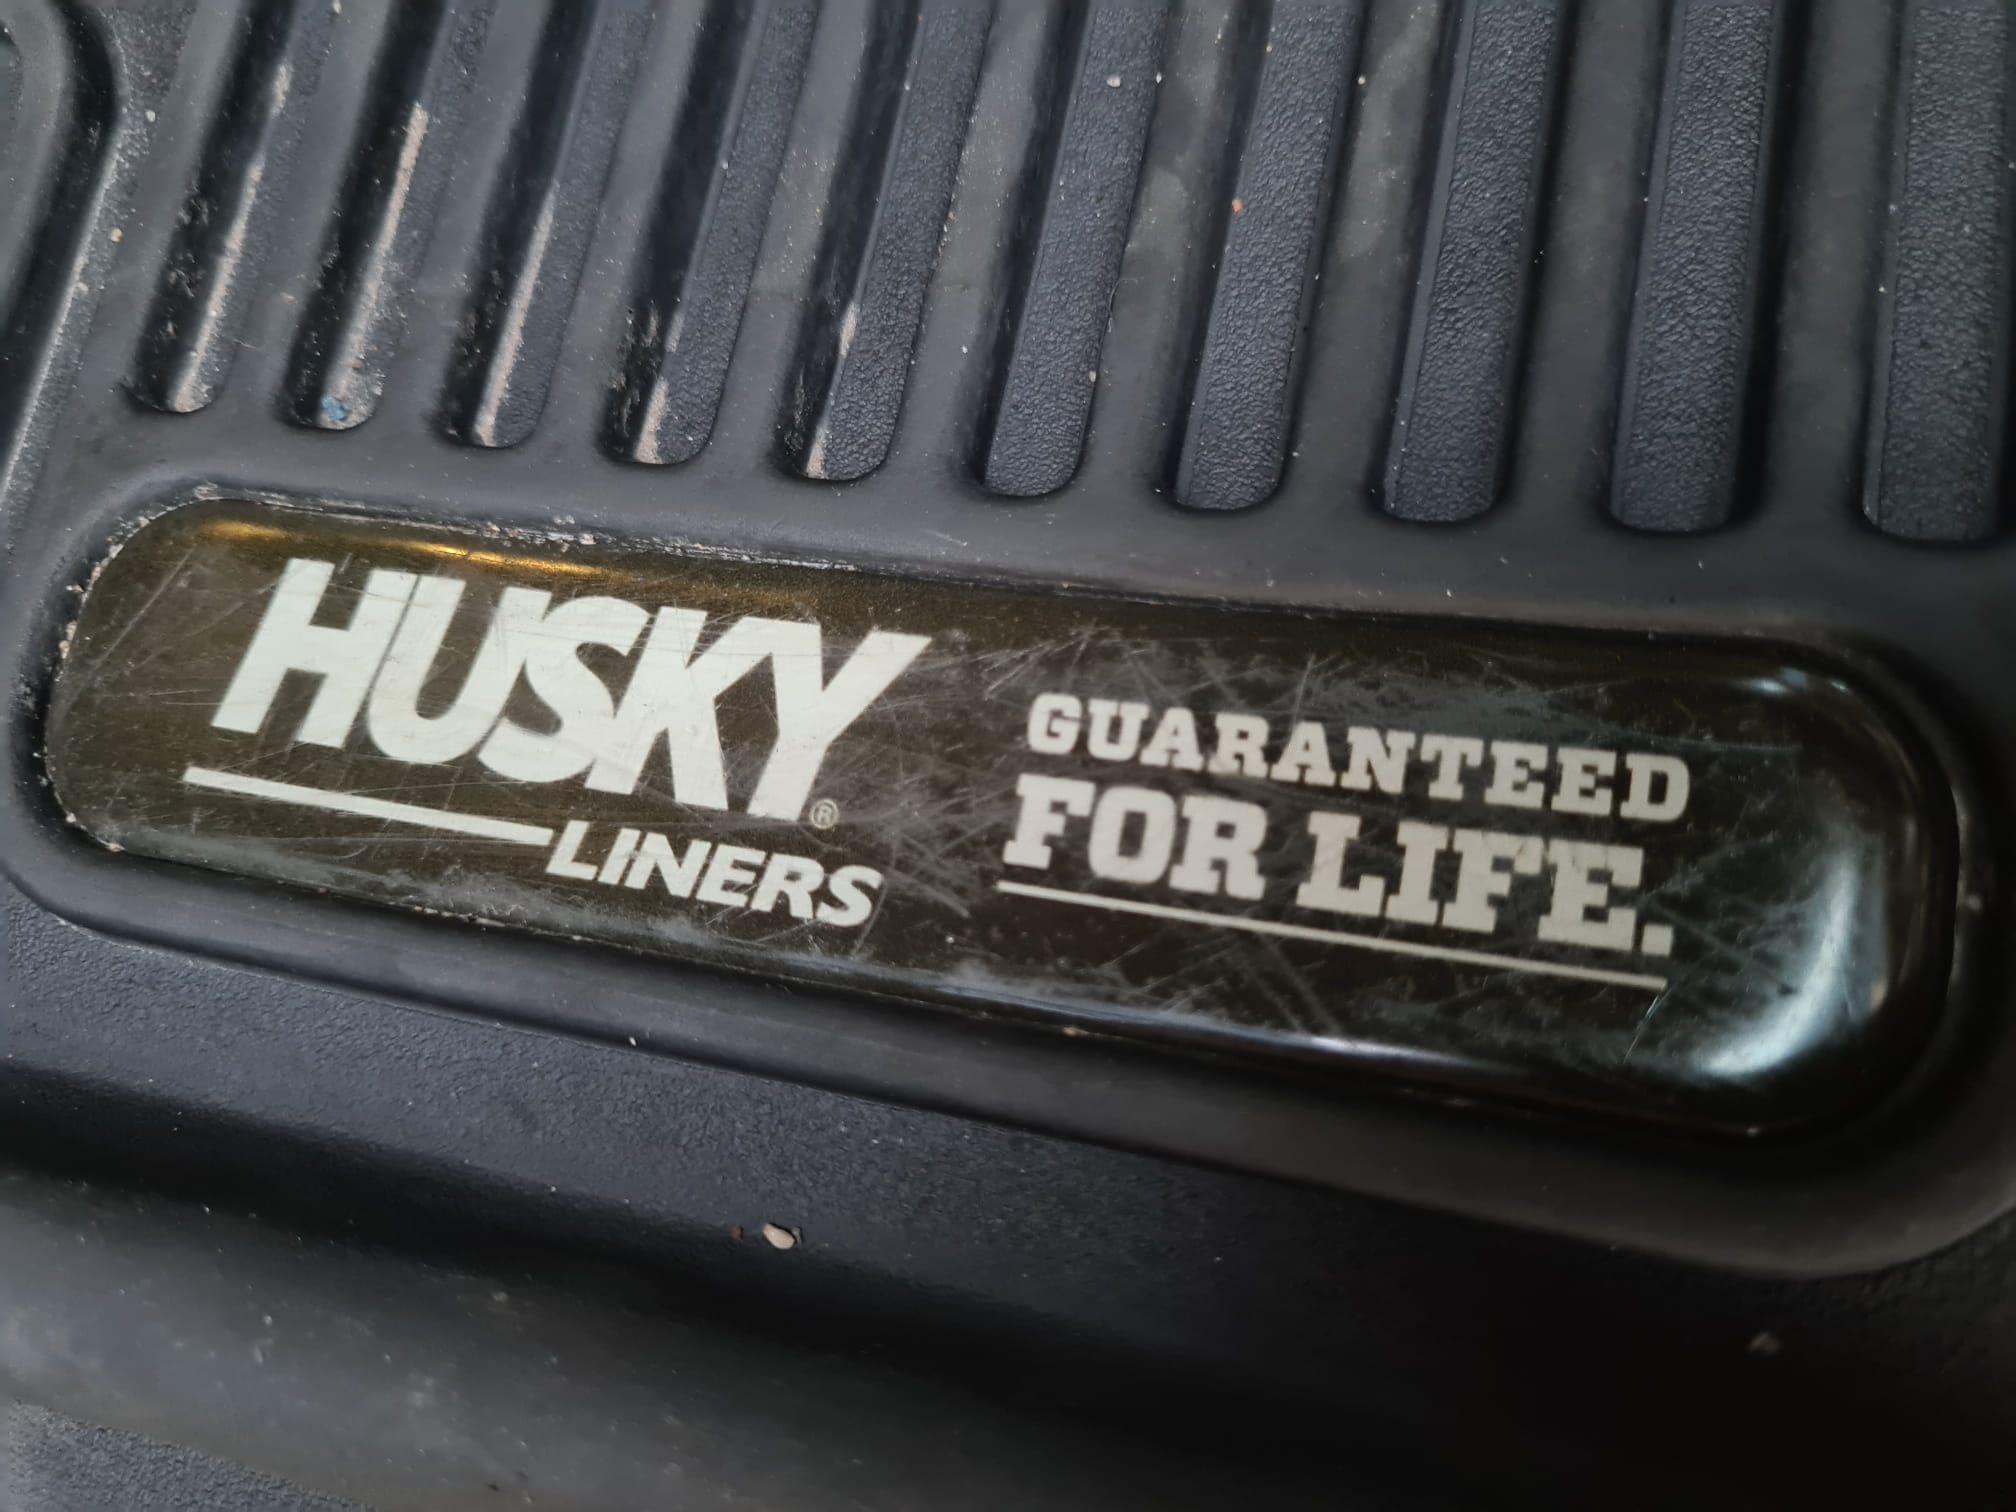 HUSKY®
LINERS
GUARANTEED
FOR LIFE.